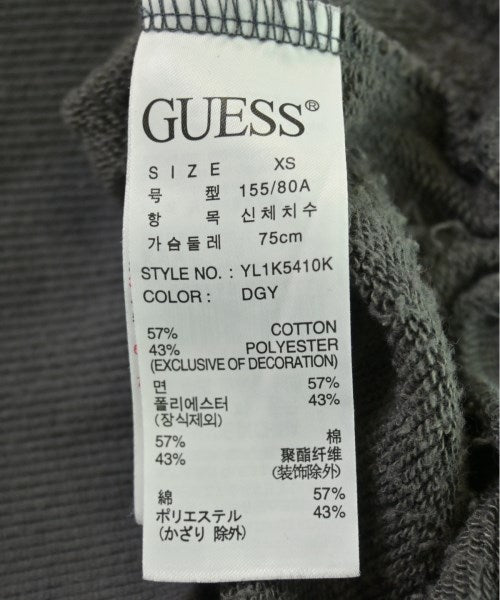 GUESS®
SIZE XS
号 型 155/80A
항 목 신체치수
가슴둘레 75cm
STYLE NO. : YL1K5410K
COLOR : DGY
57% COTTON
43% POLYESTER
(EXCLUSIVE OF DECORATION)
면 57%
폴리에스터 43%
(장식제외)
57% 棉
43% 聚酯纤维
(装饰除外)
綿 57%
ポリエステル 43%
(かざり 除外)